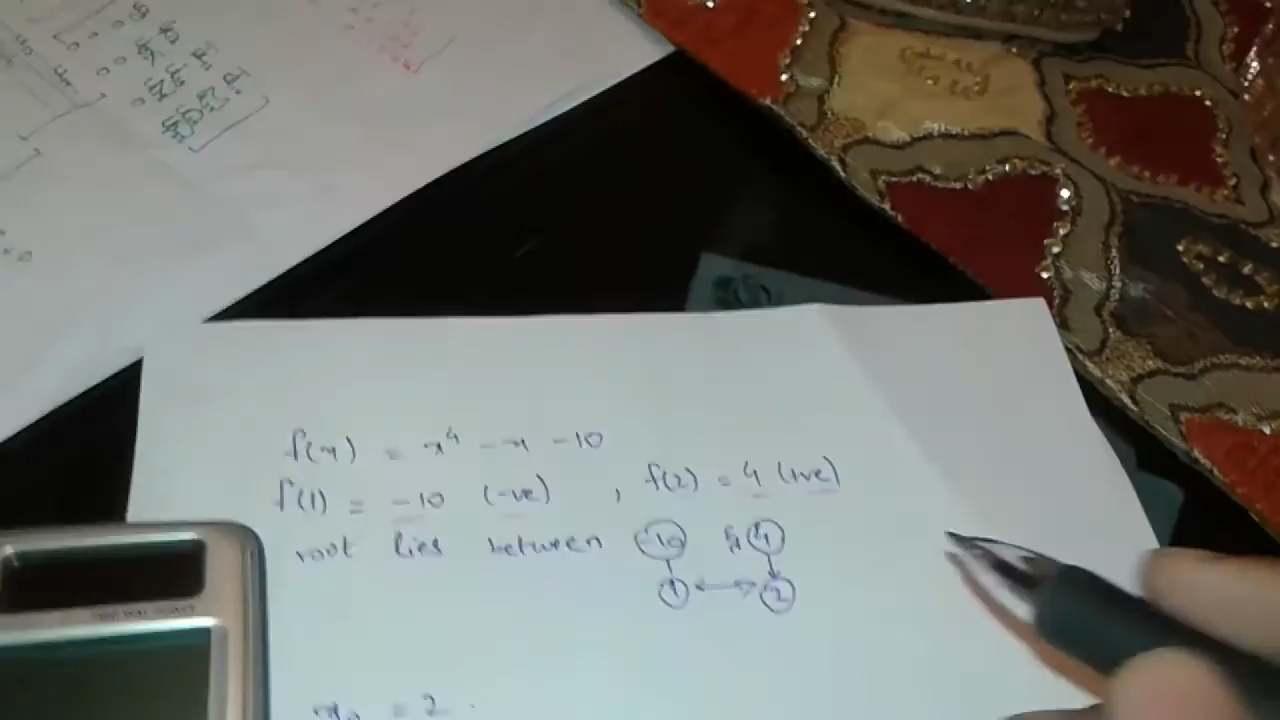 f(x) = x⁴ - x - 10
f(1) = -10 (-ve) , f(2) = 4 (+ve)
root lies between -10 & 4
1 ↔ 2
x₀ = 2